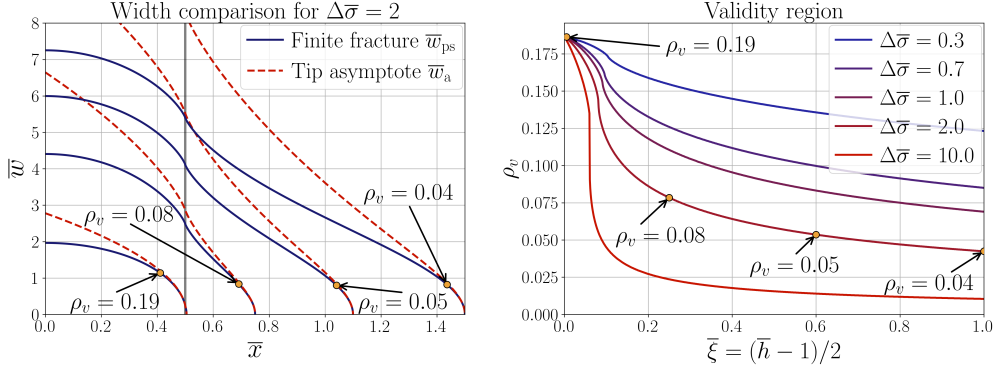 Width comparison for Δσ̅ = 2
8
7
6
5
4
3
2
1
0
w̅
Finite fracture w̅ps
Tip asymptote w̅a
ρv = 0.04
ρv = 0.08
ρv = 0.19
ρv = 0.05
0.0 0.2 0.4 0.6 0.8 1.0 1.2 1.4
x̅
Validity region
0.175
0.150
0.125
0.100
0.075
0.050
0.025
0.000
ρv
ρv = 0.19
Δσ̅ = 0.3
Δσ̅ = 0.7
Δσ̅ = 1.0
Δσ̅ = 2.0
Δσ̅ = 10.0
ρv = 0.08
ρv = 0.05
ρv = 0.04
0.0 0.2 0.4 0.6 0.8 1.0
ξ̅ = (h̅ − 1)/2